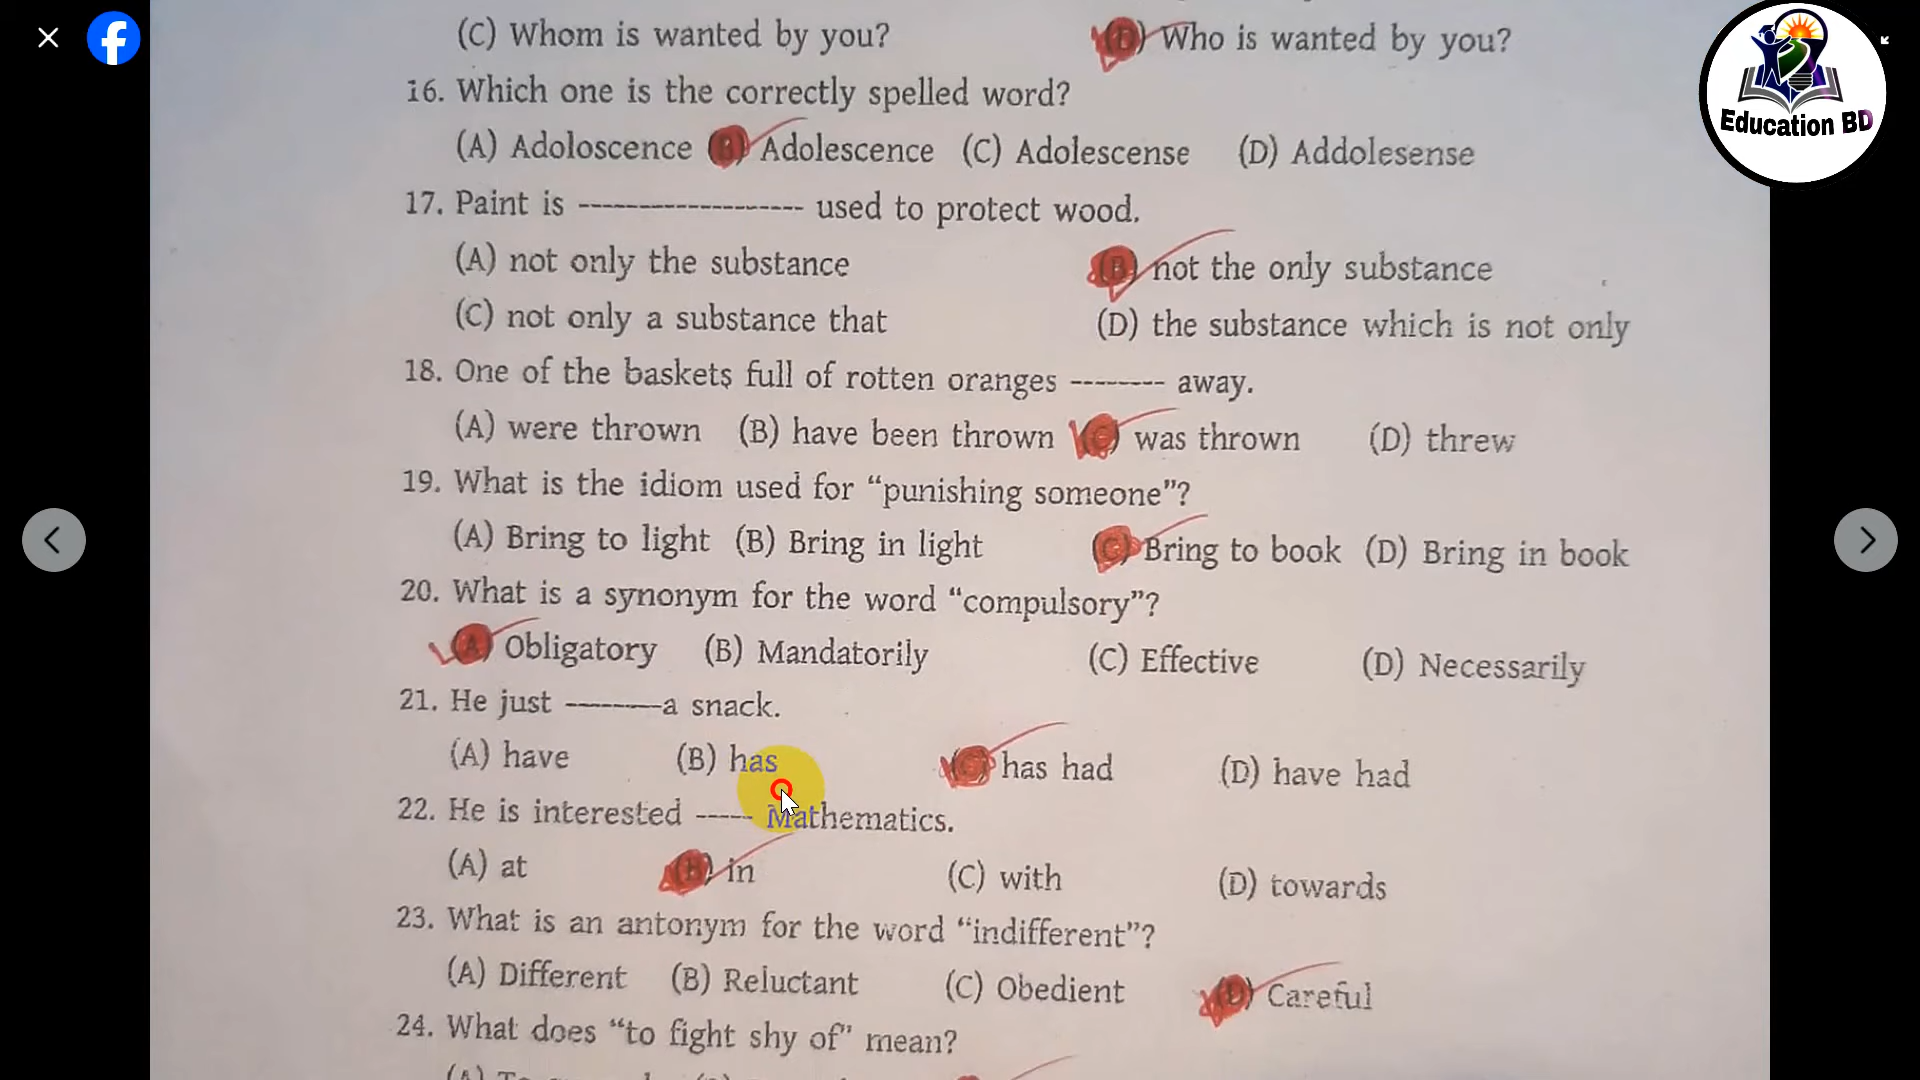 (C) Whom is wanted by you? (D) Who is wanted by you?
16. Which one is the correctly spelled word?
(A) Adoloscence (B) Adolescence (C) Adolescense (D) Addolesense
17. Paint is ------------------- used to protect wood.
(A) not only the substance (B) not the only substance
(C) not only a substance that (D) the substance which is not only
18. One of the baskets full of rotten oranges -------- away.
(A) were thrown (B) have been thrown (C) was thrown (D) threw
19. What is the idiom used for “punishing someone”?
(A) Bring to light (B) Bring in light (C) Bring to book (D) Bring in book
20. What is a synonym for the word “compulsory”?
(A) Obligatory (B) Mandatorily (C) Effective (D) Necessarily
21. He just --------a snack.
(A) have (B) has (C) has had (D) have had
22. He is interested ----- Mathematics.
(A) at (B) in (C) with (D) towards
23. What is an antonym for the word “indifferent”?
(A) Different (B) Reluctant (C) Obedient (D) Careful
24. What does “to fight shy of” mean?
Education BD